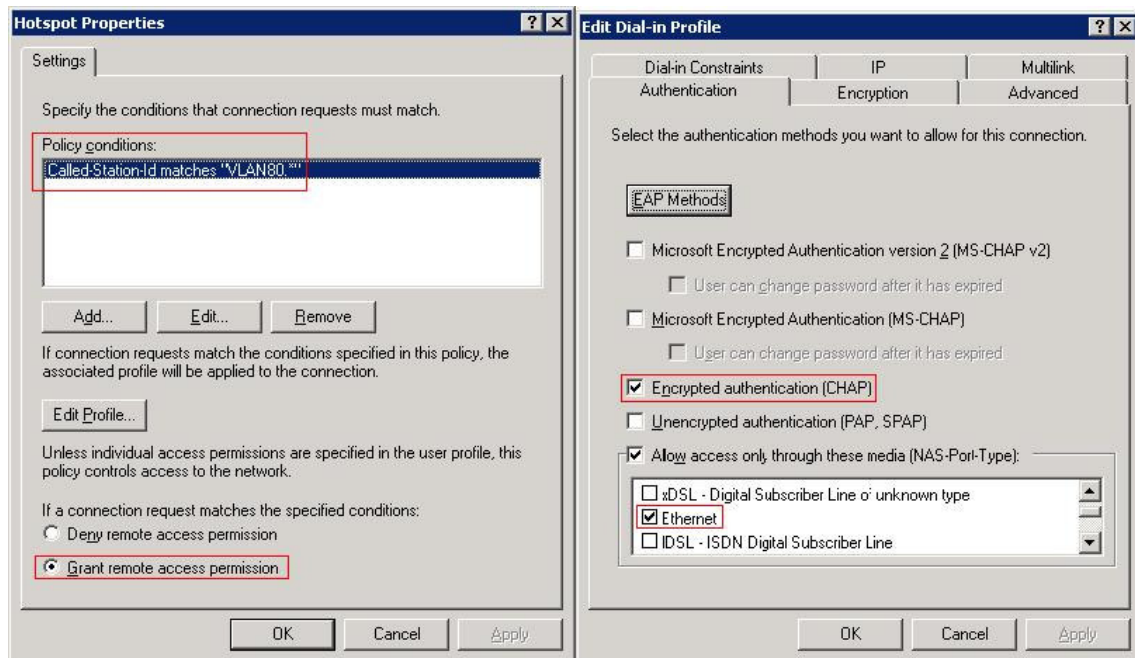 Hotspot Properties
Settings
Specify the conditions that connection requests must match.
Policy conditions:
Called-Station-Id matches "VLAN80.*"
Add...
Edit...
Remove
If connection requests match the conditions specified in this policy, the
associated profile will be applied to the connection.
Edit Profile...
Unless individual access permissions are specified in the user profile, this
policy controls access to the network.
If a connection request matches the specified conditions:
Deny remote access permission
Grant remote access permission
OK
Cancel
Apply
Edit Dial-in Profile
Dial-in Constraints
IP
Multilink
Authentication
Encryption
Advanced
Select the authentication methods you want to allow for this connection.
EAP Methods
Microsoft Encrypted Authentication version 2 (MS-CHAP v2)
User can change password after it has expired
Microsoft Encrypted Authentication (MS-CHAP)
User can change password after it has expired
Encrypted authentication (CHAP)
Unencrypted authentication (PAP, SPAP)
Allow access only through these media (NAS-Port-Type):
xDSL - Digital Subscriber Line of unknown type
Ethernet
IDSL - ISDN Digital Subscriber Line
OK
Cancel
Apply